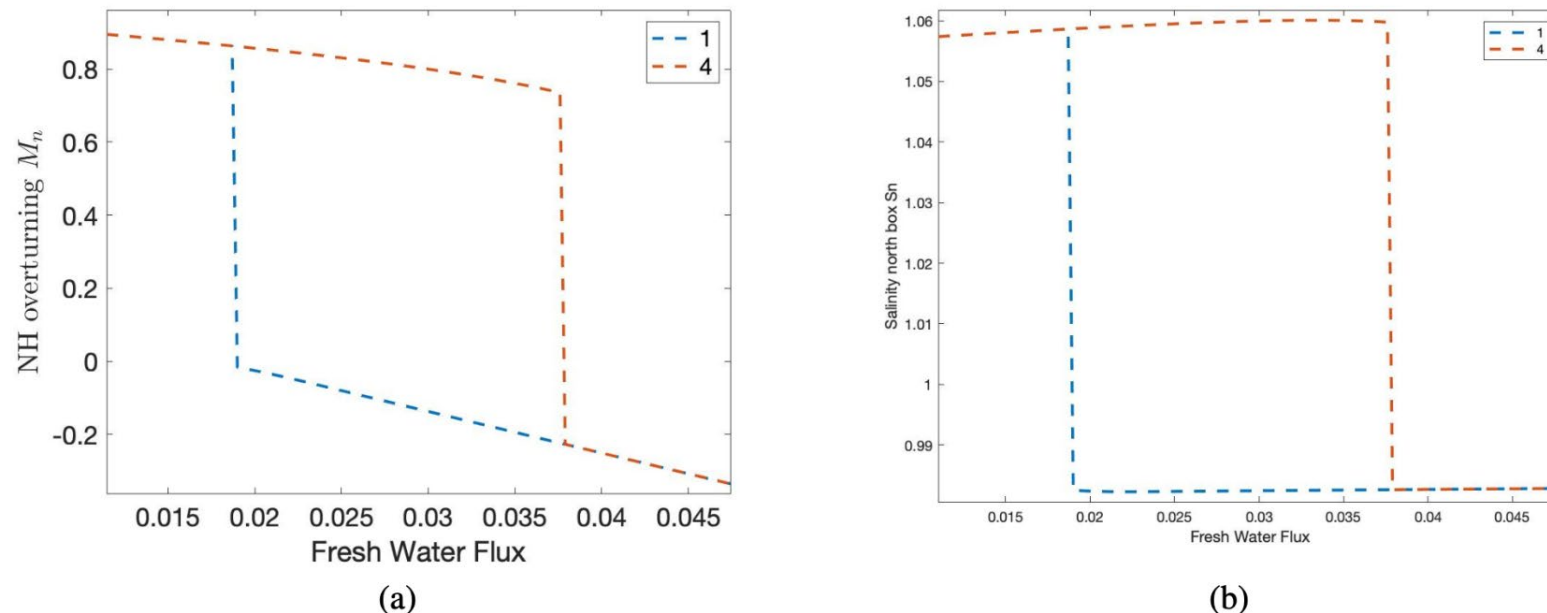 1
4
NH overturning Mₙ
0.8
0.6
0.4
0.2
0
-0.2
0.015 0.02 0.025 0.03 0.035 0.04 0.045
Fresh Water Flux
(a)
1
4
Salinity north box Sn
1.06
1.05
1.04
1.03
1.02
1.01
1
0.99
0.015 0.02 0.025 0.03 0.035 0.04 0.045
Fresh Water Flux
(b)